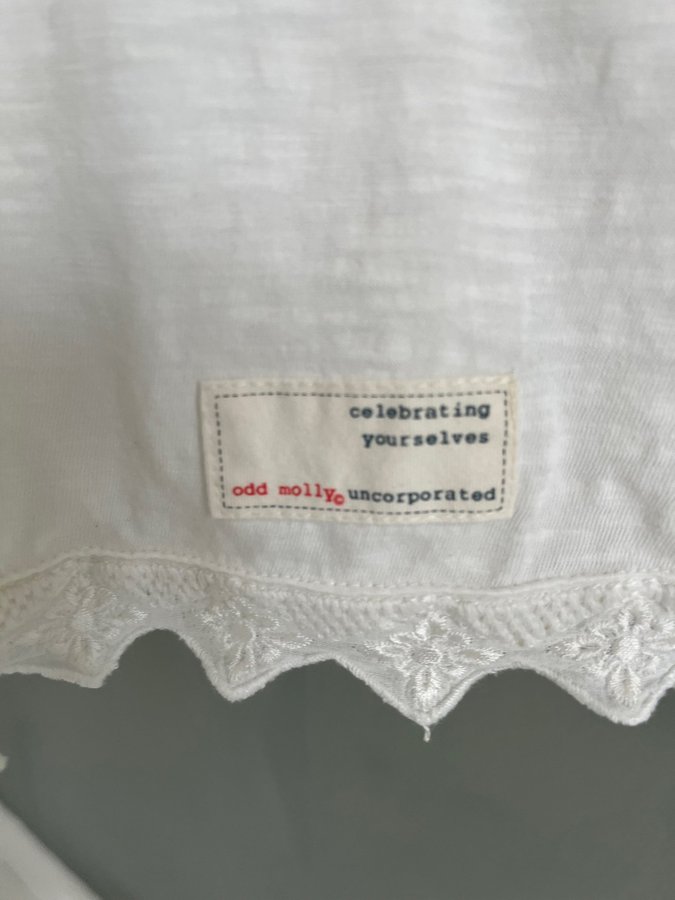 celebrating
yourselves
odd molly© uncorporated